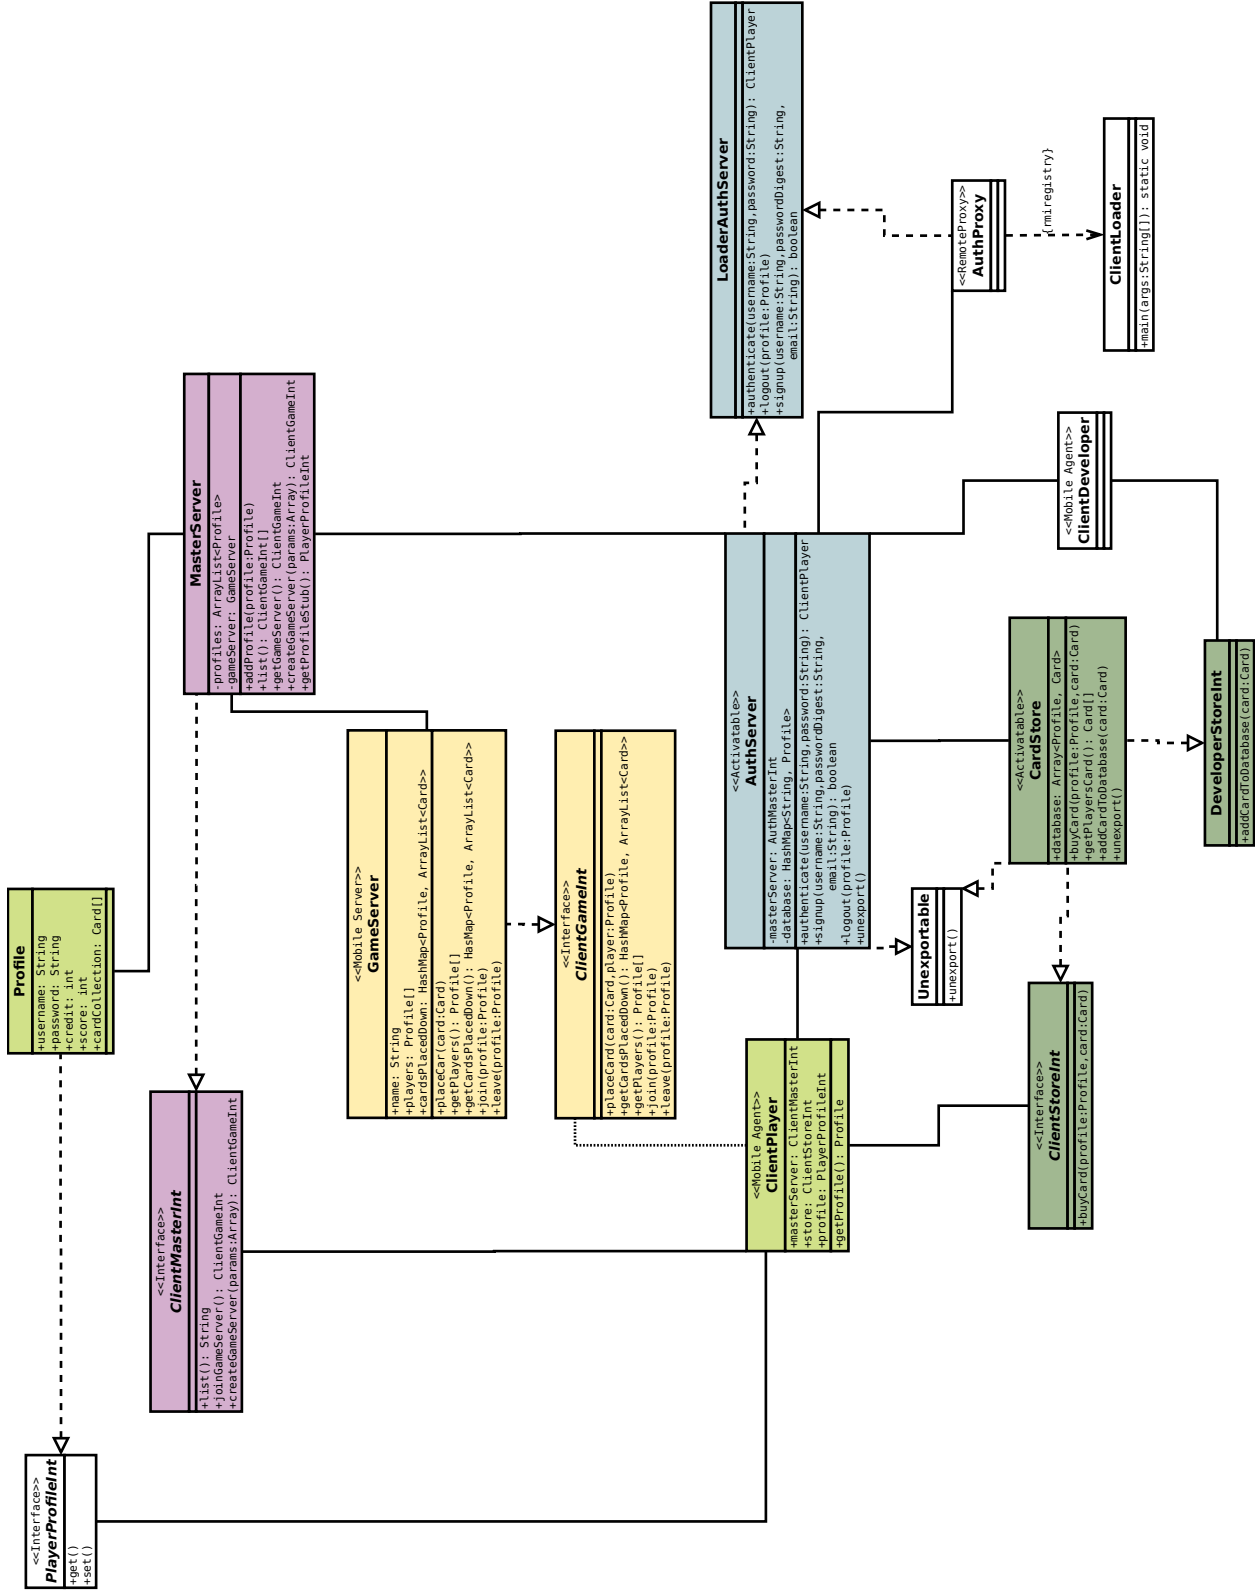 <<Interface>>
PlayerProfileInt
+get()
+set()
Profile
+username: String
+password: String
+credit: int
+score: int
+cardCollection: Card[]
<<Interface>>
ClientMasterInt
+list(): String
+joinGameServer(): ClientGameInt
+createGameServer(params:Array): ClientGameInt
MasterServer
-profiles: ArrayList<Profile>
-gameServer: GameServer
+addProfile(profile:Profile)
+list(): ClientGameInt[]
+getGameServer(): ClientGameInt
+createGameServer(params:Array): ClientGameInt
+getProfileStub(): PlayerProfileInt
<<Mobile Server>>
GameServer
+name: String
+players: Profile[]
+cardsPlacedDown: HashMap<Profile, ArrayList<Card>>
+placeCar(card:Card)
+getPlayers(): Profile[]
+getCardsPlacedDown(): HasMap<Profile, ArrayList<Card>>
+join(profile:Profile)
+leave(profile:Profile)
<<Interface>>
ClientGameInt
+placeCard(card:Card,player:Profile)
+getCardsPlacedDown(): HashMap<Profile, ArrayList<Card>>
+getPlayers(): Profile[]
+join(profile:Profile)
+leave(profile:Profile)
LoaderAuthServer
+authenticate(username:String,password:String): ClientPlayer
+logout(profile:Profile)
+signup(username:String,passwordDigest:String,
email:String): boolean
<<Activatable>>
AuthServer
-masterServer: AuthMasterInt
-database: HashMap<String, Profile>
+authenticate(username:String,password:String): ClientPlayer
+signup(username:String,passwordDigest:String,
email:String): boolean
+logout(profile:Profile)
+unexport()
<<Mobile Agent>>
ClientPlayer
+masterServer: ClientMasterInt
+store: ClientStoreInt
+profile: PlayerProfileInt
+getProfile(): Profile
Unexportable
+unexport()
<<RemoteProxy>>
AuthProxy
{rmiregistry}
ClientLoader
+main(args:String[]): static void
<<Mobile Agent>>
ClientDeveloper
<<Activatable>>
CardStore
+database: Array<Profile, Card>
+buyCard(profile:Profile,card:Card)
+getPlayersCard(): Card[]
+addCardToDatabase(card:Card)
+unexport()
<<Interface>>
ClientStoreInt
+buyCard(profile:Profile,card:Card)
DeveloperStoreInt
+addCardToDatabase(card:Card)